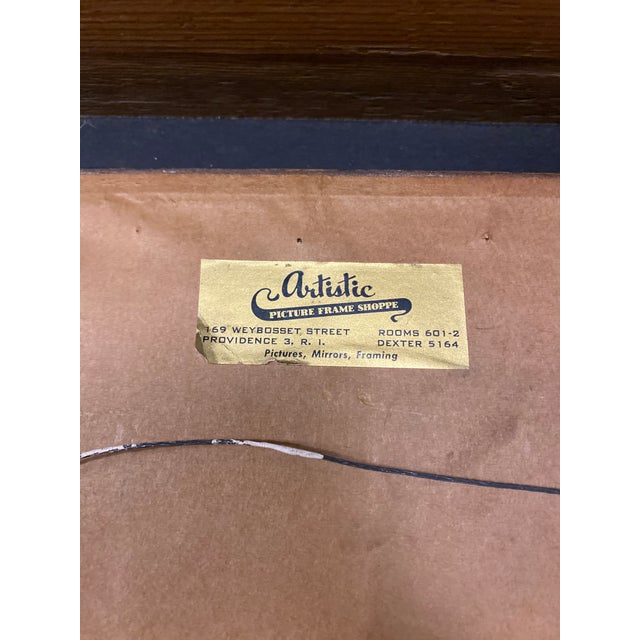 Artistic
PICTURE FRAME SHOPPE
169 WEYBOSSET STREET ROOMS 601-2
PROVIDENCE 3, R. I. DEXTER 5164
Pictures, Mirrors, Framing